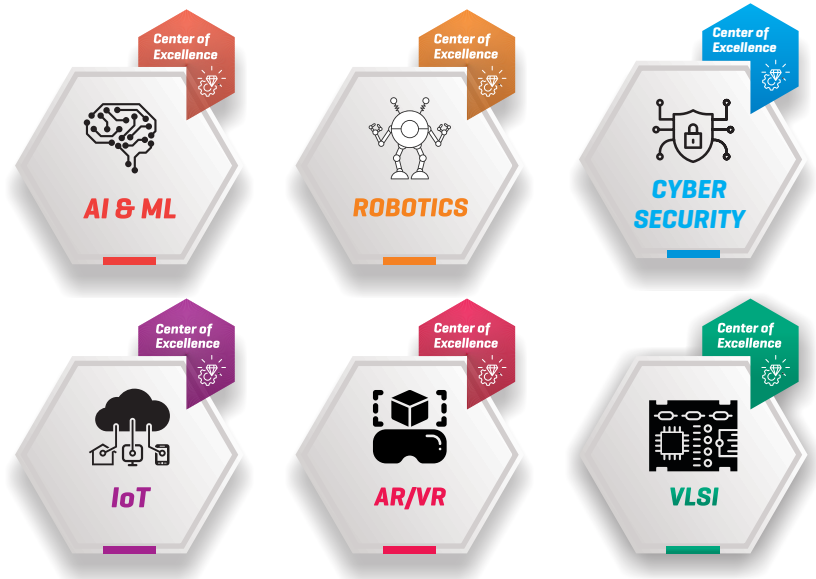 Center of
Excellence
AI & ML
Center of
Excellence
ROBOTICS
Center of
Excellence
CYBER
SECURITY
Center of
Excellence
IoT
Center of
Excellence
AR/VR
Center of
Excellence
VLSI